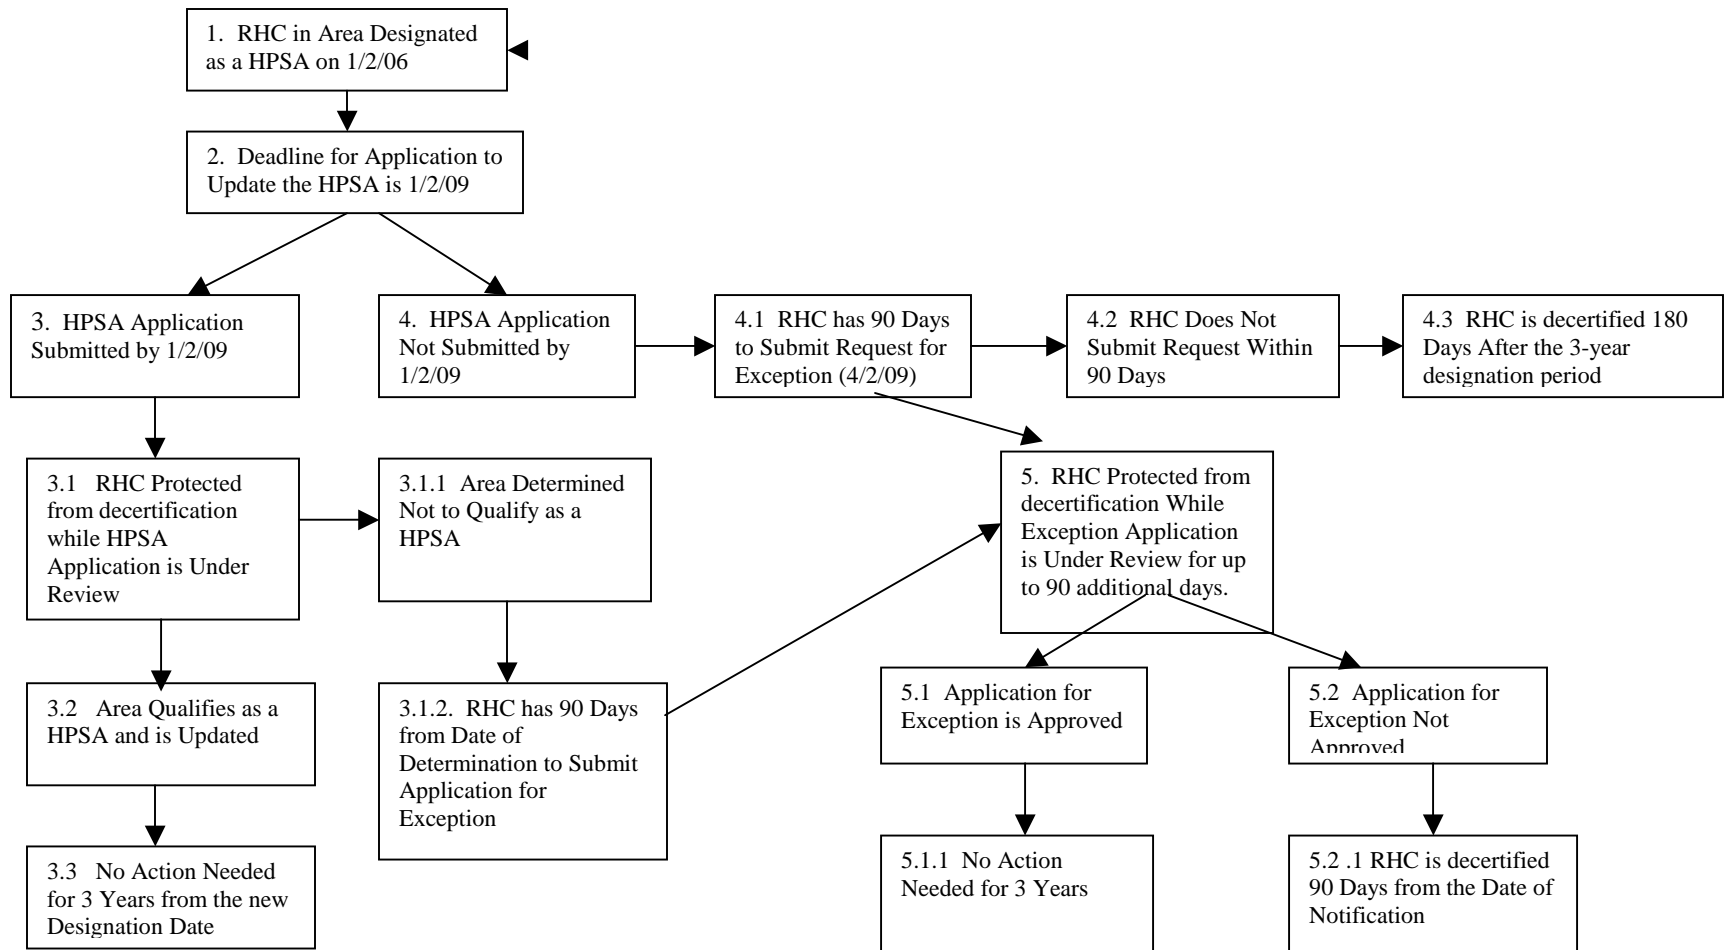 1. RHC in Area Designated
as a HPSA on 1/2/06
2. Deadline for Application to
Update the HPSA is 1/2/09
3. HPSA Application
Submitted by 1/2/09
4. HPSA Application
Not Submitted by
1/2/09
4.1 RHC has 90 Days
to Submit Request for
Exception (4/2/09)
4.2 RHC Does Not
Submit Request Within
90 Days
4.3 RHC is decertified 180
Days After the 3-year
designation period
3.1 RHC Protected
from decertification
while HPSA
Application is Under
Review
3.1.1 Area Determined
Not to Qualify as a
HPSA
5. RHC Protected from
decertification While
Exception Application
is Under Review for up
to 90 additional days.
3.2 Area Qualifies as a
HPSA and is Updated
3.1.2. RHC has 90 Days
from Date of
Determination to Submit
Application for
Exception
5.1 Application for
Exception is Approved
5.2 Application for
Exception Not
Approved
3.3 No Action Needed
for 3 Years from the new
Designation Date
5.1.1 No Action
Needed for 3 Years
5.2 .1 RHC is decertified
90 Days from the Date of
Notification